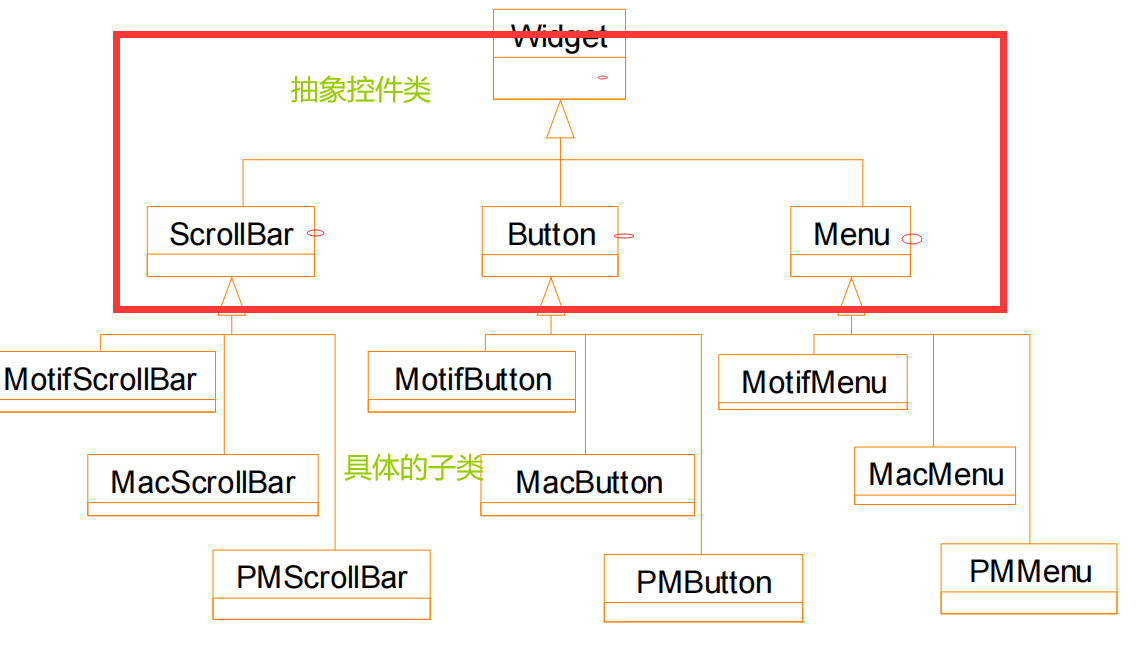 Widget
抽象控件类
ScrollBar
Button
Menu
MotifScrollBar
MotifButton
MotifMenu
MacScrollBar
具体的子类
MacButton
MacMenu
PMScrollBar
PMButton
PMMenu